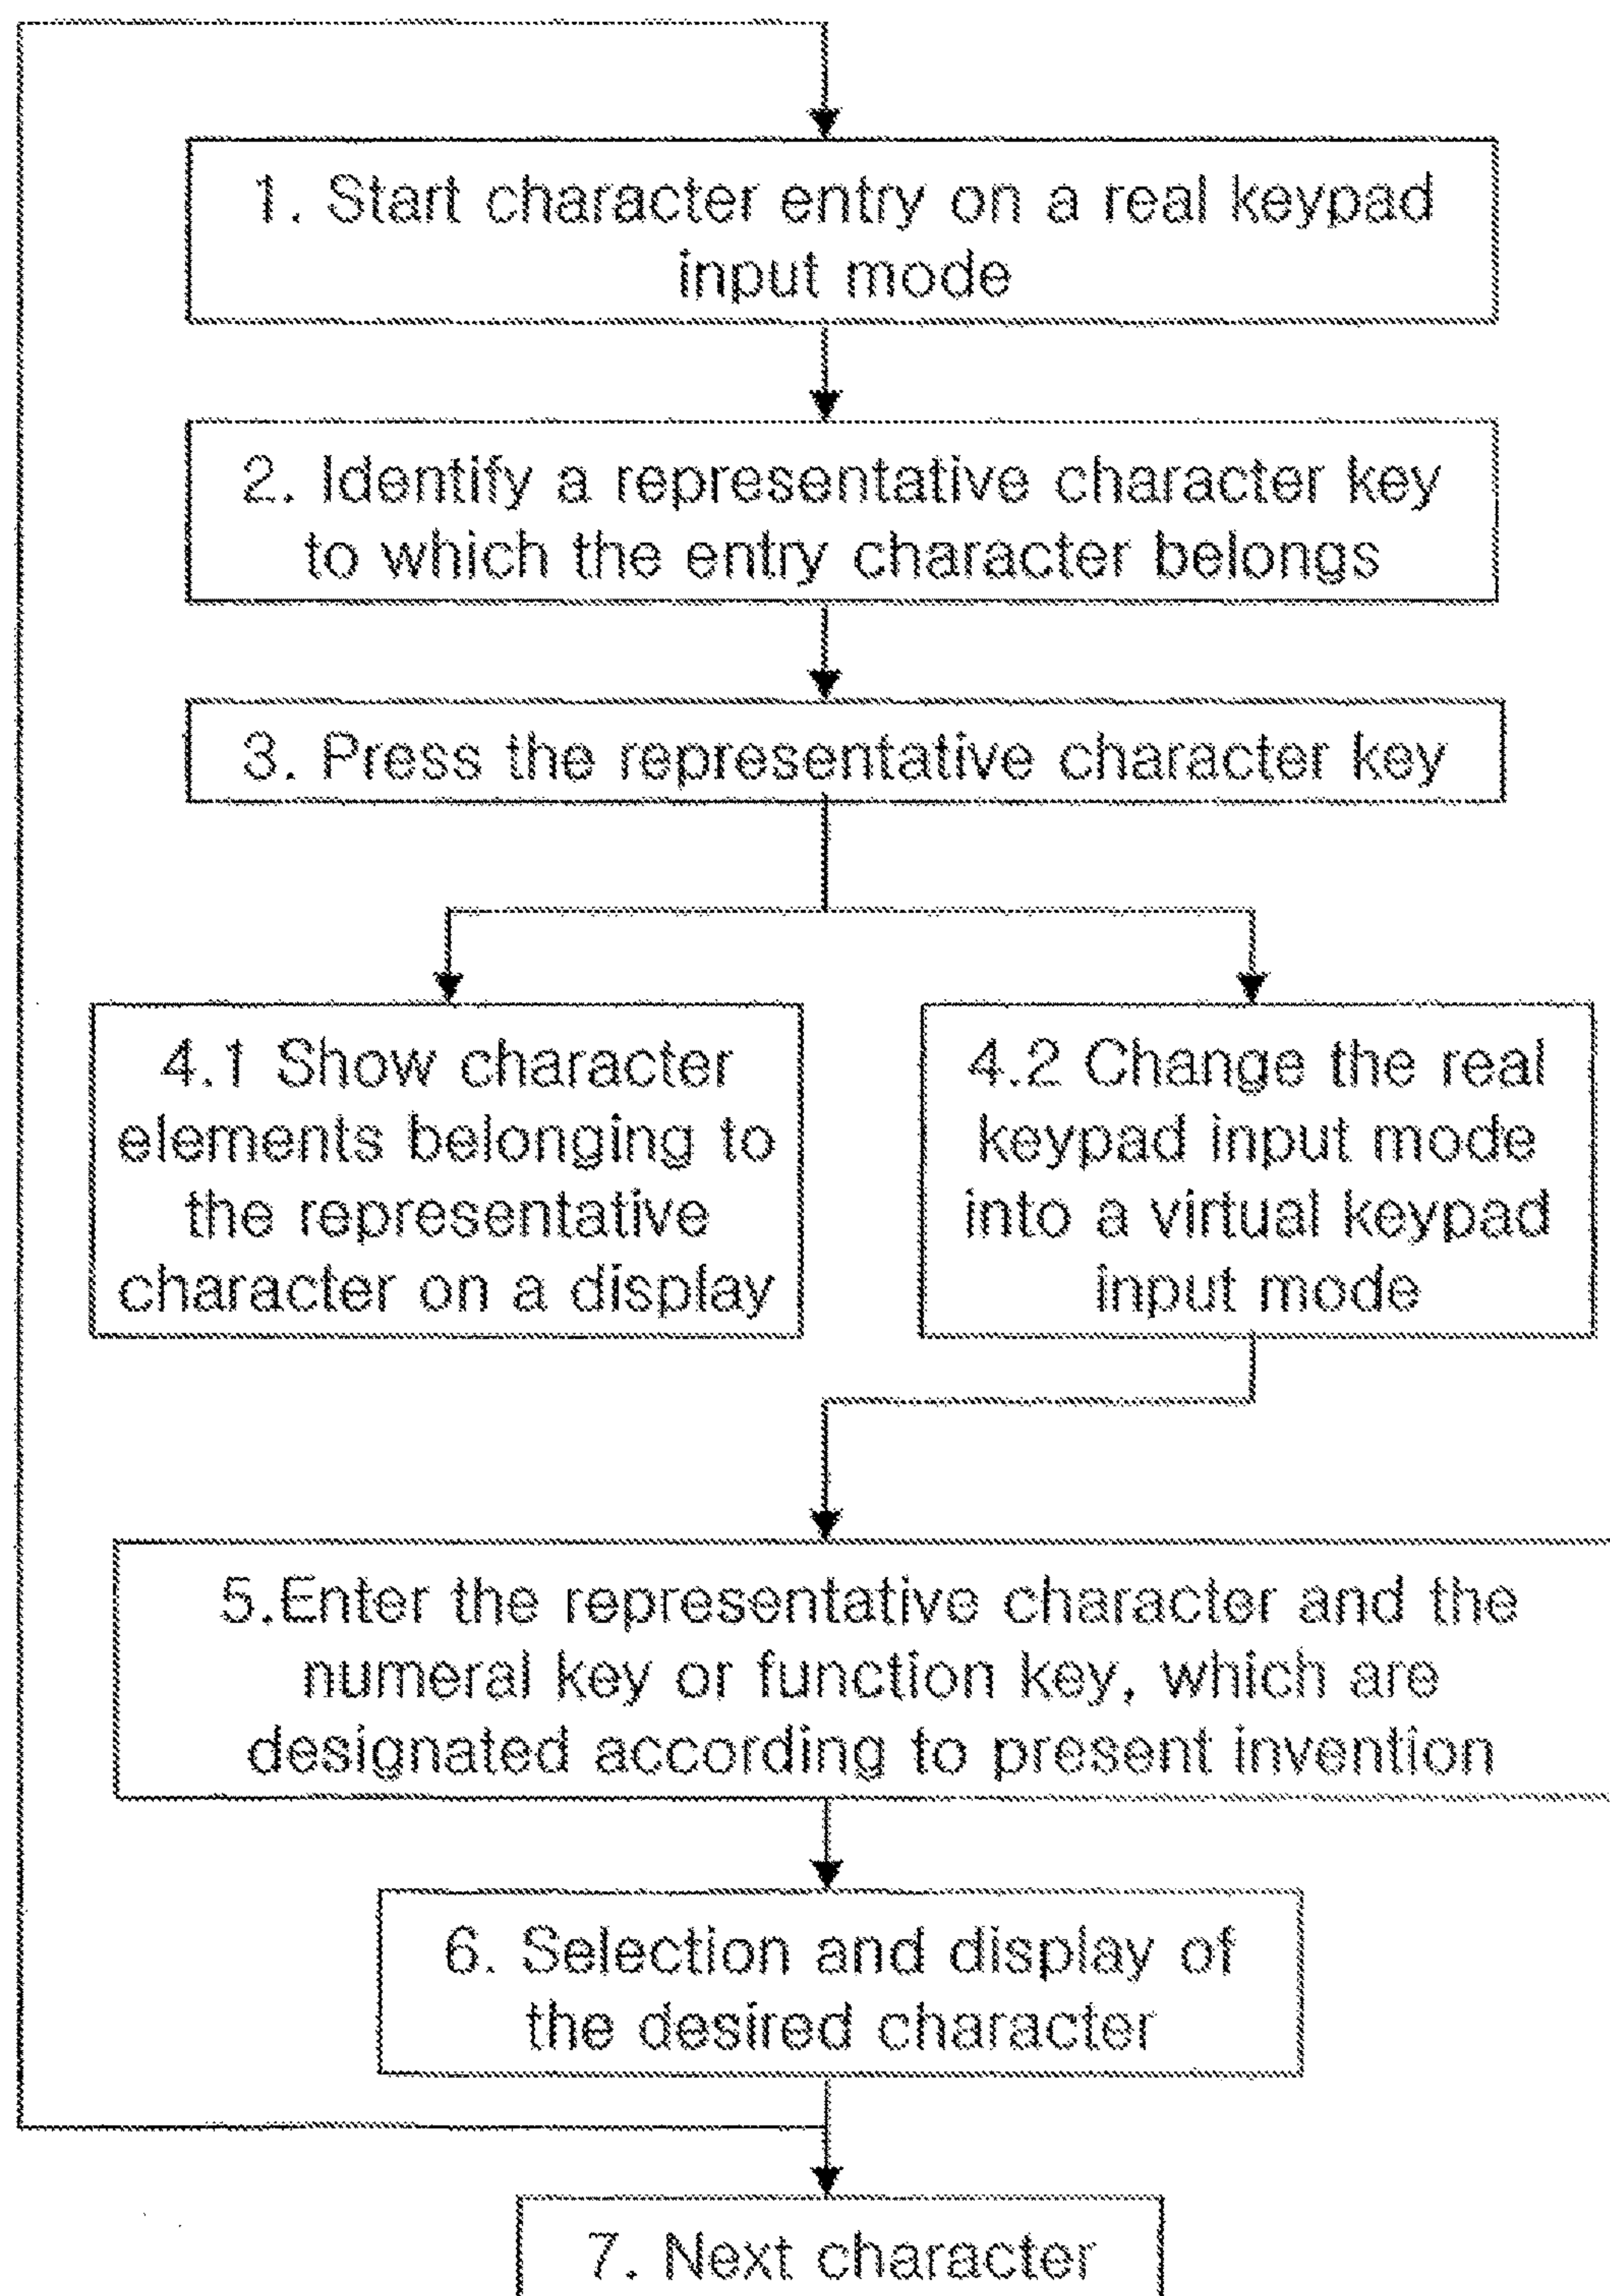 1. Start character entry on a real keypad
input mode
2. Identify a representative character key
to which the entry character belongs
3. Press the representative character key
4.1 Show character
elements belonging to
the representative
character on a display
4.2 Change the real
keypad input mode
into a virtual keypad
input mode
5.Enter the representative character and the
numeral key or function key, which are
designated according to present invention
6. Selection and display of
the desired character
7. Next character